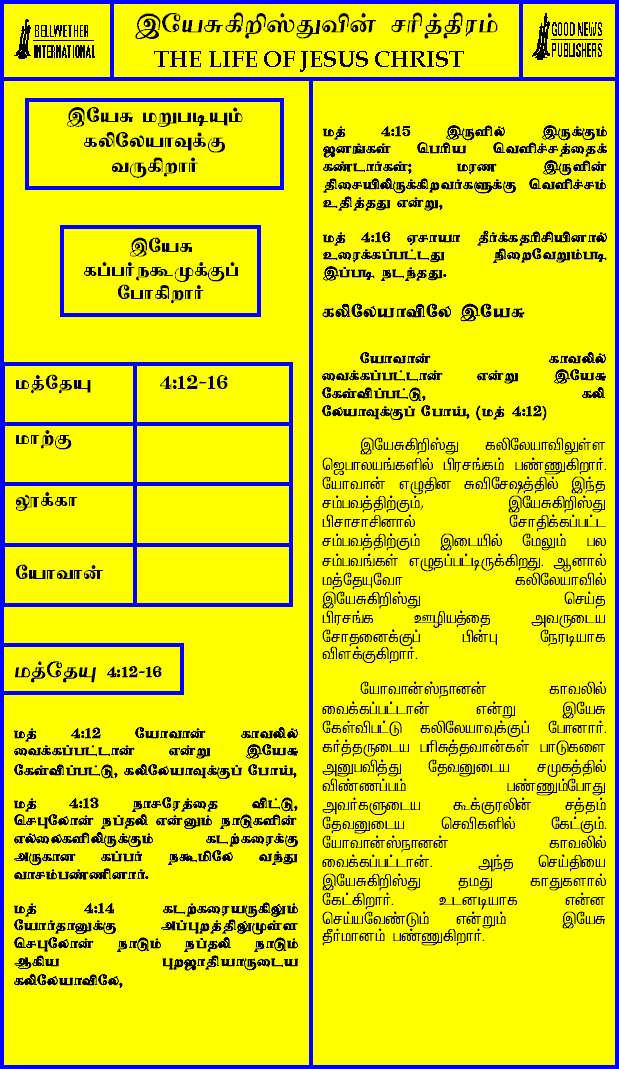 BELLWETHER
INTERNATIONAL
இயேசுகிறிஸ்துவின் சரித்திரம்
THE LIFE OF JESUS CHRIST
GOOD NEWS
PUBLISHERS
இயேசு மறுபடியும்
கலிலேயாவுக்கு
வருகிறார்
இயேசு
கப்பர்நகூமுக்குப்
போகிறார்
மத்தேயு 4:12-16
மாற்கு
லூக்கா
யோவான்
மத்தேயு 4:12-16
மத் 4:12 யோவான் காவலில்
வைக்கப்பட்டான் என்று இயேசு
கேள்விப்பட்டு, கலிலேயாவுக்குப் போய்,
மத் 4:13 நாசரேத்தை விட்டு,
செபுலோன் நப்தலி என்னும் நாடுகளின்
எல்லைகளிலிருக்கும் கடற்கரைக்கு
அருகான கப்பர் நகூமிலே வந்து
வாசம்பண்ணினார்.
மத் 4:14 கடற்கரையருகிலும்
யோர்தானுக்கு அப்புறத்திலுமுள்ள
செபுலோன் நாடும் நப்தலி நாடும்
ஆகிய புறஜாதியாருடைய
கலிலேயாவிலே,
மத் 4:15 இருளில் இருக்கும்
ஜனங்கள் பெரிய வெளிச்சத்தைக்
கண்டார்கள்; மரண இருளின்
திசையிலிருக்கிறவர்களுக்கு வெளிச்சம்
உதித்தது என்று,
மத் 4:16 ஏசாயா தீர்க்கதரிசியினால்
உரைக்கப்பட்டது நிறைவேறும்படி
இப்படி நடந்தது.
கலிலேயாவிலே இயேசு
யோவான் காவலில்
வைக்கப்பட்டான் என்று இயேசு
கேள்விப்பட்டு, கலி
லேயாவுக்குப் போய், (மத் 4:12)
இயேசுகிறிஸ்து கலிலேயாவிலுள்ள
ஜெபாலயங்களில் பிரசங்கம் பண்ணுகிறார்.
யோவான் எழுதின சுவிசேஷத்தில் இந்த
சம்பவத்திற்கும், இயேசுகிறிஸ்து
பிசாசாசினால் சோதிக்கப்பட்ட
சம்பவத்திற்கும் இடையில் மேலும் பல
சம்பவங்கள் எழுதப்பட்டிருக்கிறது. ஆனால்
மத்தேயுவோ கலிலேயாவில்
இயேசுகிறிஸ்து செய்த
பிரசங்க ஊழியத்தை அவருடைய
சோதனைக்குப் பின்பு நேரடியாக
விளக்குகிறார்.
யோவான்ஸ்நானன் காவலில்
வைக்கப்பட்டான் என்று இயேசு
கேள்விபட்டு கலிலேயாவுக்குப் போனார்.
கர்த்தருடைய பரிசுத்தவான்கள் பாடுகளை
அனுபவித்து தேவனுடைய சமுகத்தில்
விண்ணப்பம் பண்ணும்போது
அவர்களுடைய கூக்குரலின் சத்தம்
தேவனுடைய செவிகளில் கேட்கும்.
யோவான்ஸ்நானன் காவலில்
வைக்கப்பட்டான். அந்த செய்தியை
இயேசுகிறிஸ்து தமது காதுகளால்
கேட்கிறார். உடனடியாக என்ன
செய்யவேண்டும் என்றும் இயேசு
தீர்மானம் பண்ணுகிறார்.